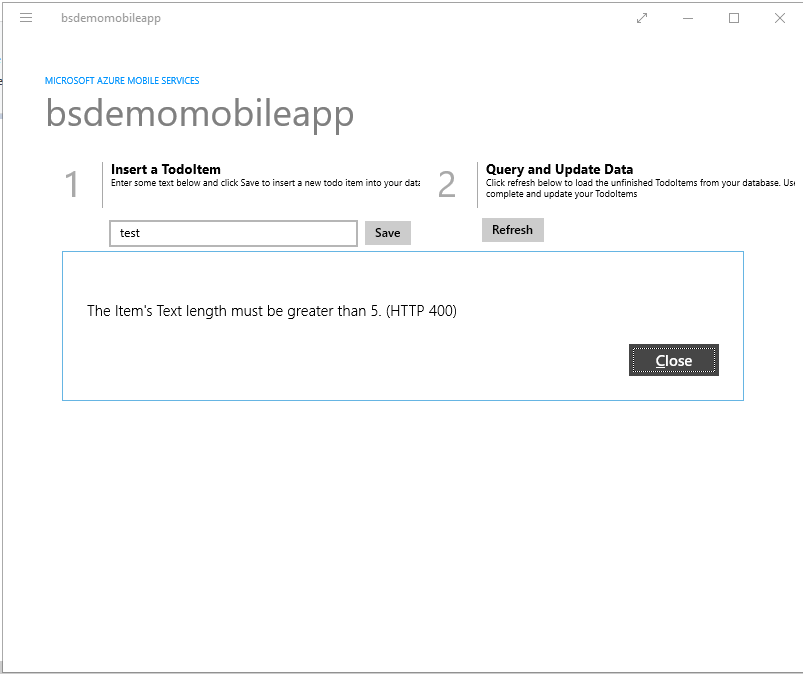 bsdemomobileapp
MICROSOFT AZURE MOBILE SERVICES
bsdemomobileapp
1
Insert a TodoItem
Enter some text below and click Save to insert a new todo item into your data
test
Save
2
Query and Update Data
Click refresh below to load the unfinished TodoItems from your database. Use
complete and update your TodoItems
Refresh
The Item's Text length must be greater than 5. (HTTP 400)
Close